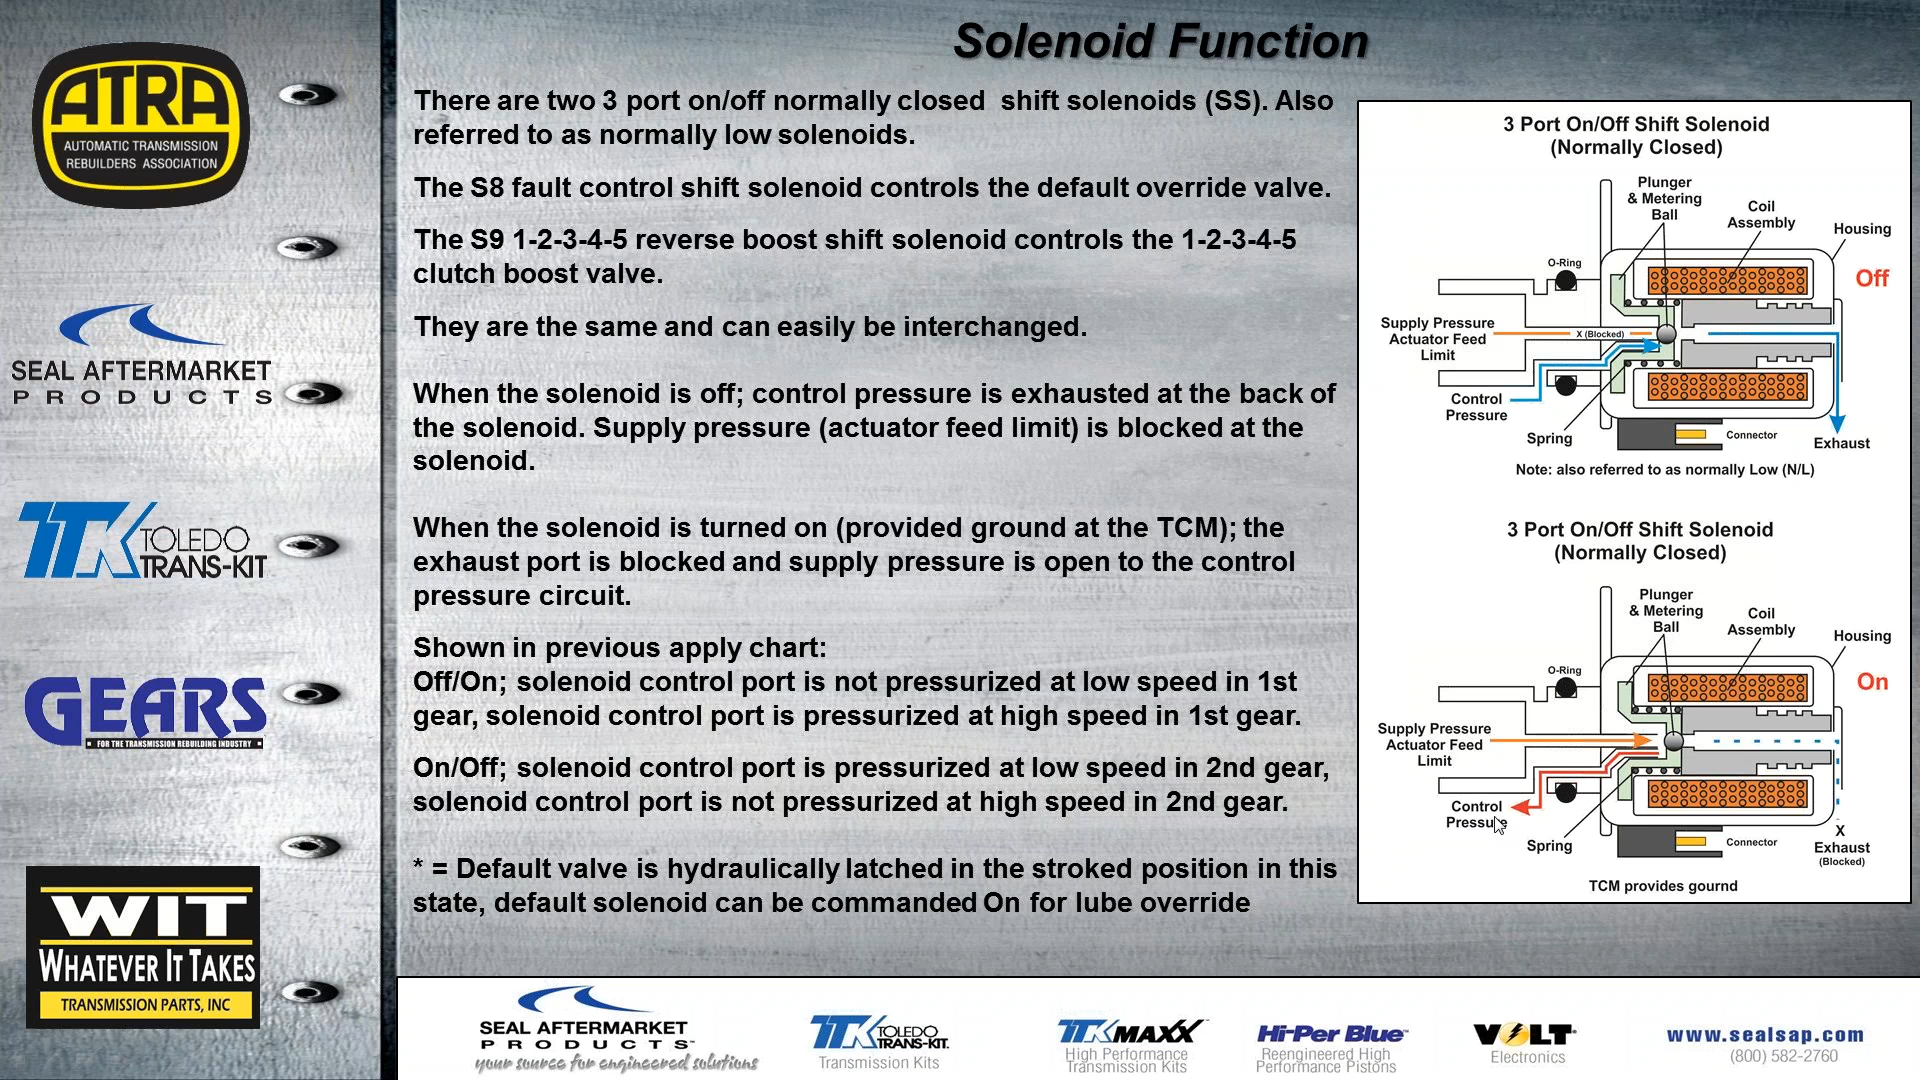 Solenoid Function
ATRA
AUTOMATIC TRANSMISSION
REBUILDERS ASSOCIATION
SEAL AFTERMARKET
PRODUCTS
TTK TOLEDO
TRANS-KIT
GEARS
FOR THE TRANSMISSION REBUILDING INDUSTRY
WIT
WHATEVER IT TAKES
TRANSMISSION PARTS, INC
There are two 3 port on/off normally closed  shift solenoids (SS). Also
referred to as normally low solenoids.
The S8 fault control shift solenoid controls the default override valve.
The S9 1-2-3-4-5 reverse boost shift solenoid controls the 1-2-3-4-5
clutch boost valve.
They are the same and can easily be interchanged.
When the solenoid is off; control pressure is exhausted at the back of
the solenoid. Supply pressure (actuator feed limit) is blocked at the
solenoid.
When the solenoid is turned on (provided ground at the TCM); the
exhaust port is blocked and supply pressure is open to the control
pressure circuit.
Shown in previous apply chart:
Off/On; solenoid control port is not pressurized at low speed in 1st
gear, solenoid control port is pressurized at high speed in 1st gear.
On/Off; solenoid control port is pressurized at low speed in 2nd gear,
solenoid control port is not pressurized at high speed in 2nd gear.
* = Default valve is hydraulically latched in the stroked position in this
state, default solenoid can be commanded On for lube override
3 Port On/Off Shift Solenoid
(Normally Closed)
Plunger
& Metering
Ball
Coil
Assembly
Housing
O-Ring
Off
Supply Pressure
Actuator Feed
Limit
X (Blocked)
Control
Pressure
Spring
Connector
Exhaust
Note: also referred to as normally Low (N/L)
3 Port On/Off Shift Solenoid
(Normally Closed)
Plunger
& Metering
Ball
Coil
Assembly
Housing
O-Ring
On
Supply Pressure
Actuator Feed
Limit
Control
Pressure
Spring
Connector
X
Exhaust
(Blocked)
TCM provides gournd
SEAL AFTERMARKET
PRODUCTS™
your source for engineered solutions
TTK TOLEDO
TRANS-KIT.
Transmission Kits
TTK MAXX
High Performance
Transmission Kits
Hi-Per Blue
Reengineered High
Performance Pistons
VOLT
Electronics
www.sealsap.com
(800) 582-2760